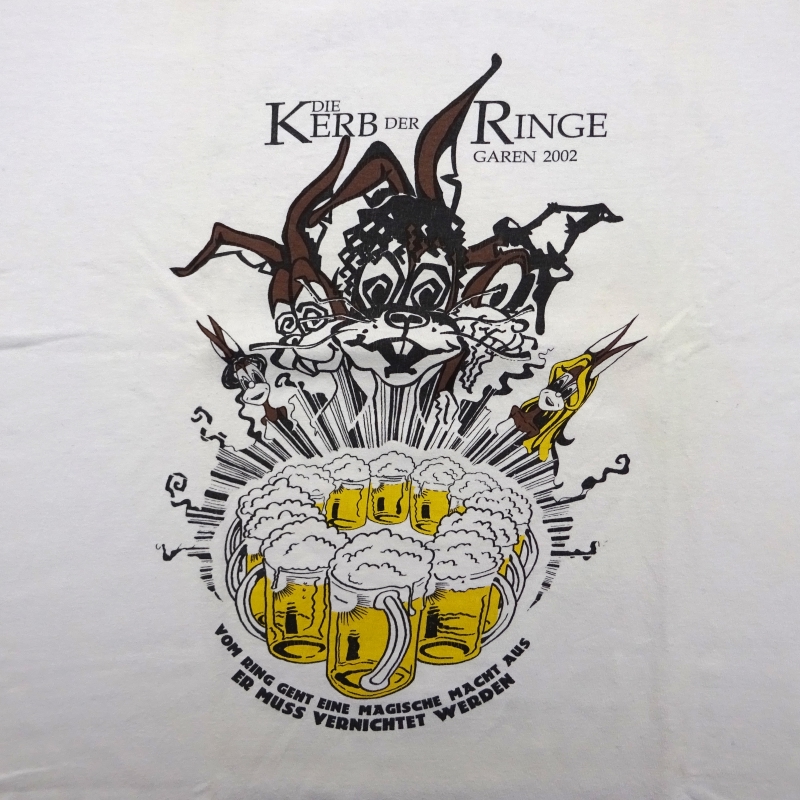 DIE
KERB DER RINGE
GAREN 2002
VOM RING GEHT EINE MAGISCHE MACHT AUS
ER MUSS VERNICHTET WERDEN